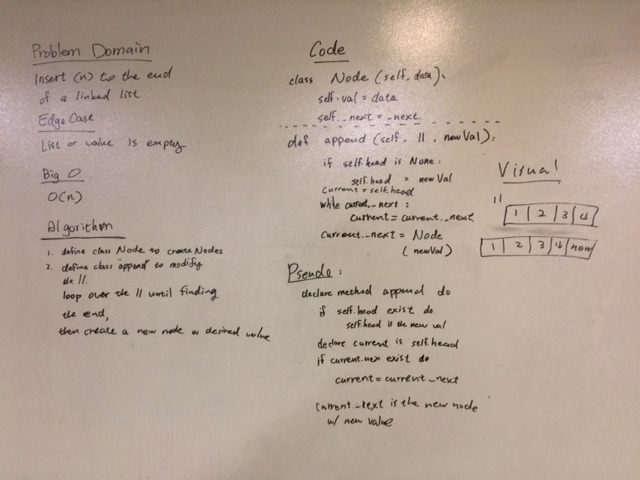 Problem Domain
Insert (n) to the end
of a linked list
Edge Case
List or value is empty
Big O
O(n)
Algorithm
1. define class Node to create Nodes
2. define class "append" to modify
the ll.
loop over the ll until finding
the end,
then create a new node w desired value
Code
class Node (self, data):
self.val = data
self._next = _next
def append (self, ll, newVal):
if self.head is None:
self.head = newVal
current = self.head
while current._next:
current = current._next
current._next = Node
(newVal)
Pseudo:
declare method append do
if self.head exist do
self.head is the new val
declare current is self.head
if current.nex exist do
current = current._next
current._next is the new node
w/ new value
Visual
ll
1 2 3 4
1 2 3 4 new